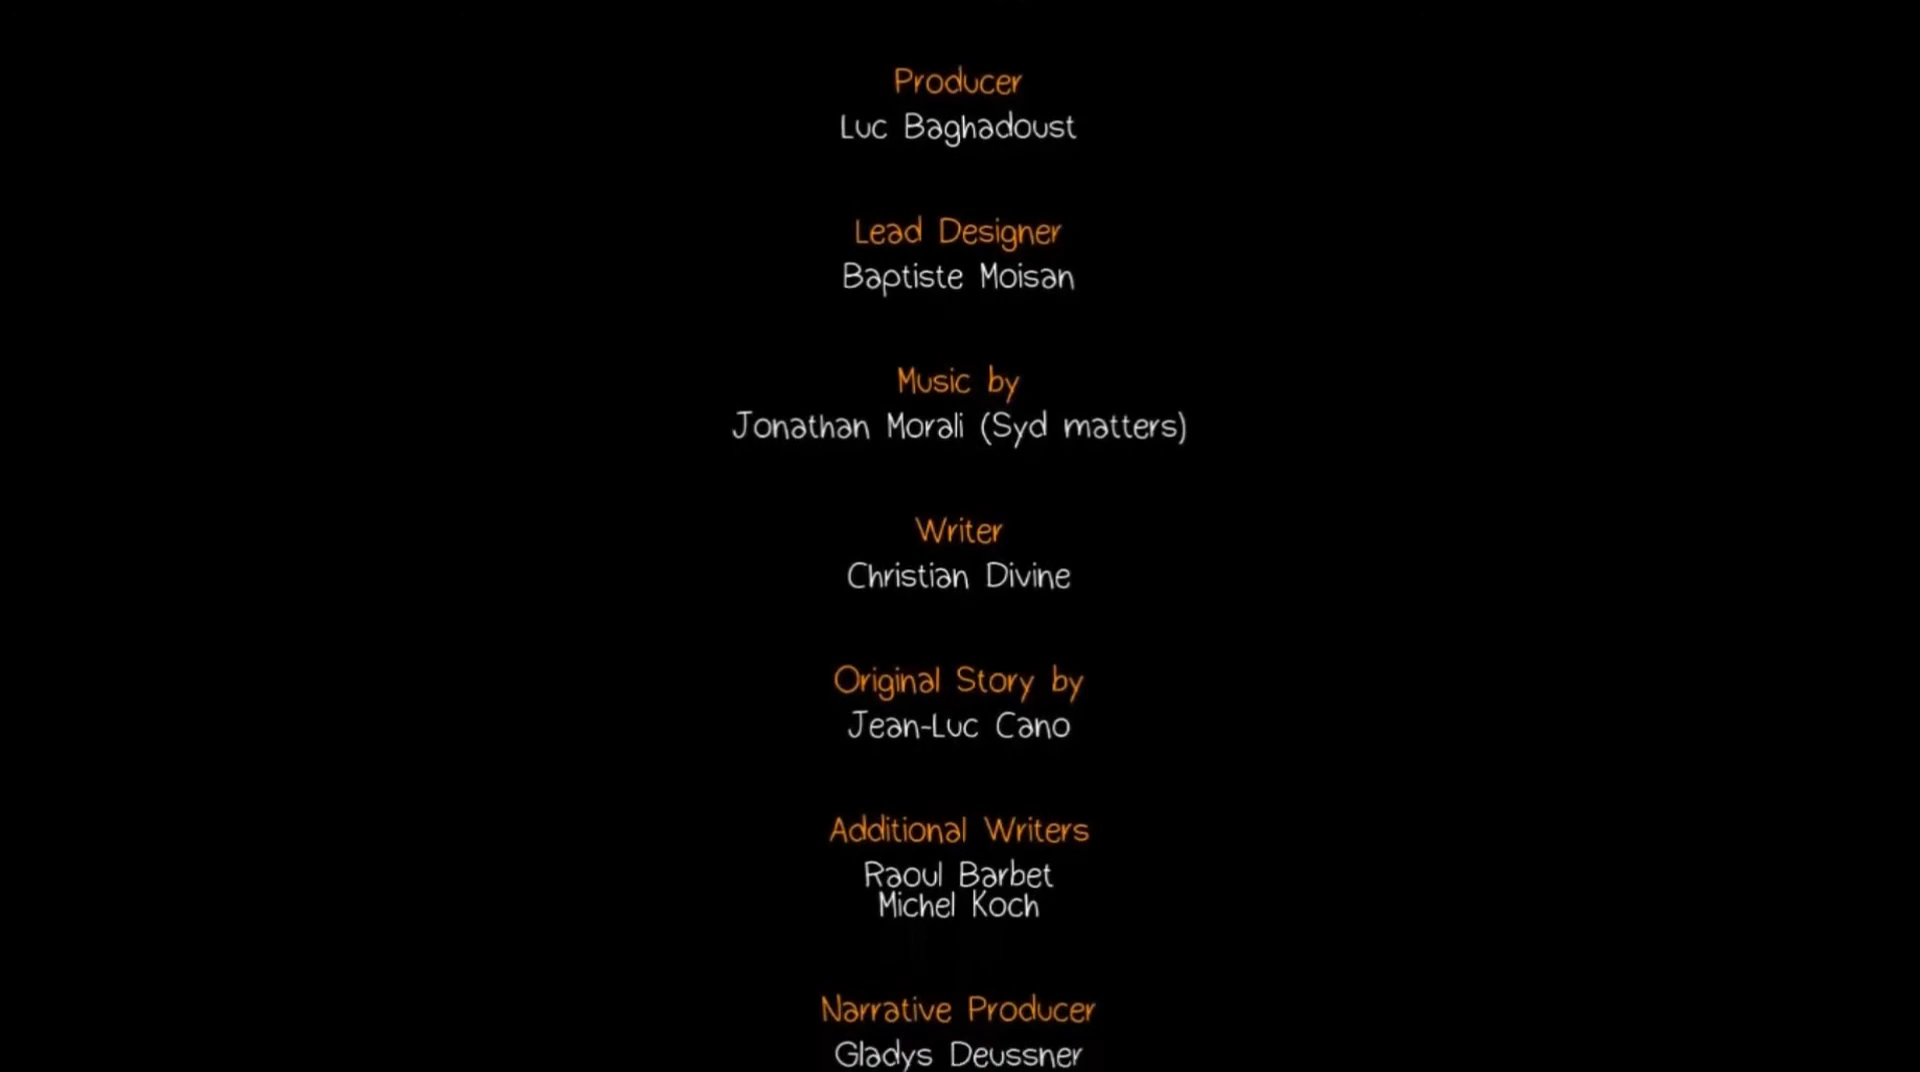 Producer
Luc Baghadoust
Lead Designer
Baptiste Moisan
Music by
Jonathan Morali (Syd matters)
Writer
Christian Divine
Original Story by
Jean-Luc Cano
Additional Writers
Raoul Barbet
Michel Koch
Narrative Producer
Gladys Deussner